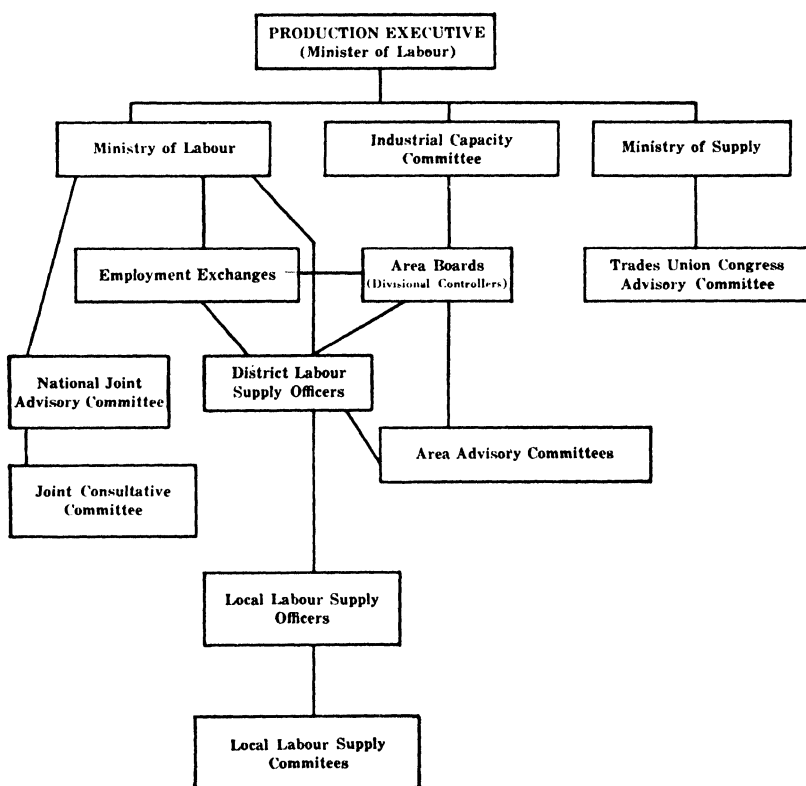 PRODUCTION EXECUTIVE
(Minister of Labour)
Ministry of Labour
Industrial Capacity
Committee
Ministry of Supply
Employment Exchanges
Area Boards
(Divisional Controllers)
Trades Union Congress
Advisory Committee
National Joint
Advisory Committee
District Labour
Supply Officers
Area Advisory Committees
Joint Consultative
Committee
Local Labour Supply
Officers
Local Labour Supply
Commitees